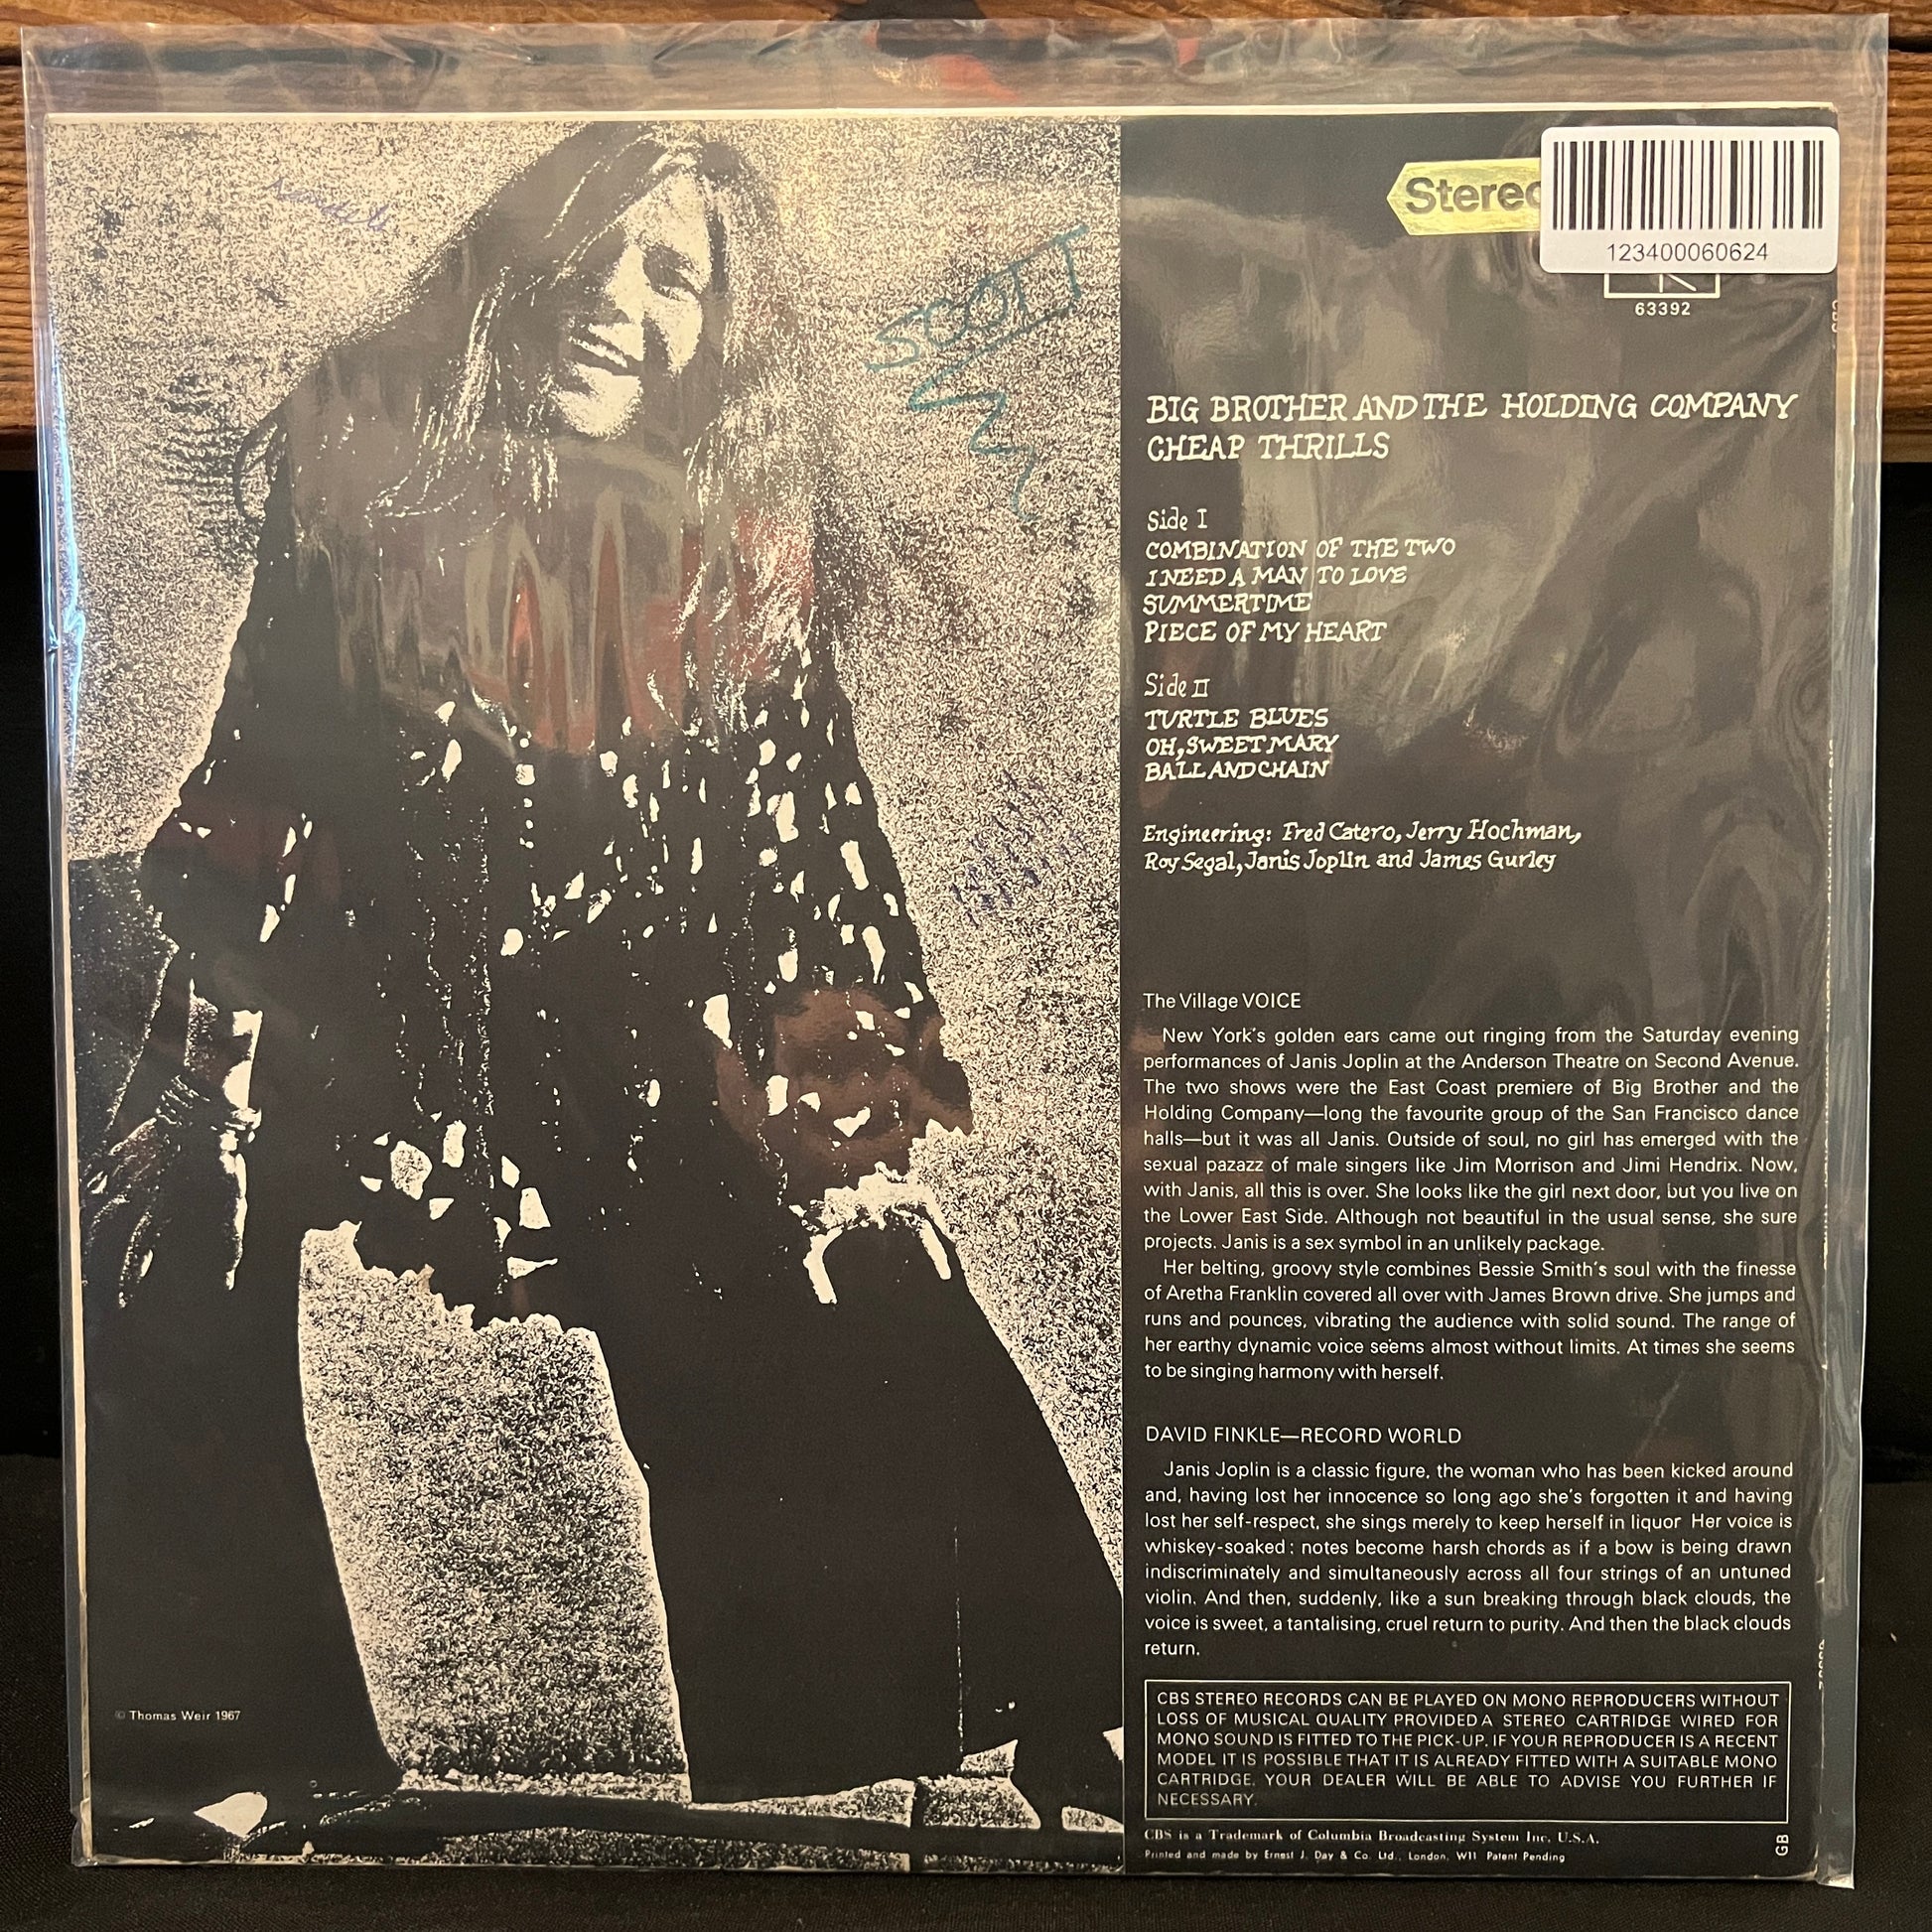 Stereo
123400060624
63392
SCOTT
BIG BROTHER AND THE HOLDING COMPANY
CHEAP THRILLS
Side I
COMBINATION OF THE TWO
I NEED A MAN TO LOVE
SUMMERTIME
PIECE OF MY HEART
Side II
TURTLE BLUES
OH, SWEET MARY
BALL AND CHAIN
Engineering: Fred Catero, Jerry Hochman,
Roy Segal, Janis Joplin and James Gurley
The Village VOICE
New York's golden ears came out ringing from the Saturday evening
performances of Janis Joplin at the Anderson Theatre on Second Avenue.
The two shows were the East Coast premiere of Big Brother and the
Holding Company—long the favourite group of the San Francisco dance
halls—but it was all Janis. Outside of soul, no girl has emerged with the
sexual pazazz of male singers like Jim Morrison and Jimi Hendrix. Now,
with Janis, all this is over. She looks like the girl next door, but you live on
the Lower East Side. Although not beautiful in the usual sense, she sure
projects. Janis is a sex symbol in an unlikely package.
Her belting, groovy style combines Bessie Smith's soul with the finesse
of Aretha Franklin covered all over with James Brown drive. She jumps and
runs and pounces, vibrating the audience with solid sound. The range of
her earthy dynamic voice seems almost without limits. At times she seems
to be singing harmony with herself.
DAVID FINKLE—RECORD WORLD
Janis Joplin is a classic figure, the woman who has been kicked around
and, having lost her innocence so long ago she's forgotten it and having
lost her self-respect, she sings merely to keep herself in liquor Her voice is
whiskey-soaked: notes become harsh chords as if a bow is being drawn
indiscriminately and simultaneously across all four strings of an untuned
violin. And then, suddenly, like a sun breaking through black clouds, the
voice is sweet, a tantalising, cruel return to purity. And then the black clouds
return.
CBS STEREO RECORDS CAN BE PLAYED ON MONO REPRODUCERS WITHOUT
LOSS OF MUSICAL QUALITY PROVIDED A STEREO CARTRIDGE WIRED FOR
MONO SOUND IS FITTED TO THE PICK-UP. IF YOUR REPRODUCER IS A RECENT
MODEL IT IS POSSIBLE THAT IT IS ALREADY FITTED WITH A SUITABLE MONO
CARTRIDGE. YOUR DEALER WILL BE ABLE TO ADVISE YOU FURTHER IF
NECESSARY.
CBS is a Trademark of Columbia Broadcasting System Inc. U.S.A.
Printed and made by Ernest J. Day & Co. Ltd., London, W11 Patent Pending
GB
© Thomas Weir 1967